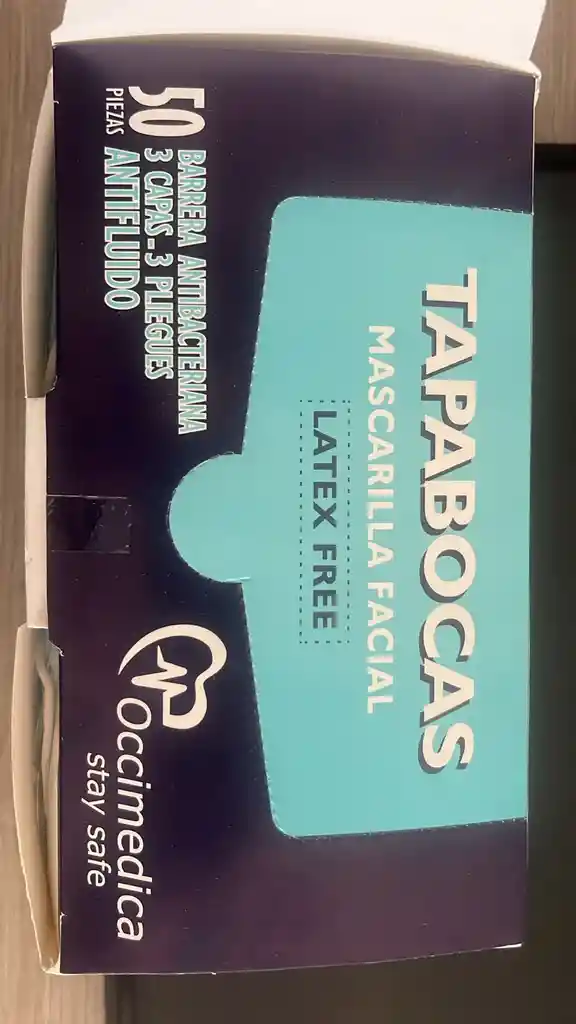 TAPABOCAS
MASCARILLA FACIAL
LATEX FREE
50
PIEZAS
BARRERA ANTIBACTERIANA
3 CAPAS-3 PLIEGUES
ANTIFLUIDO
Occimedica
stay safe